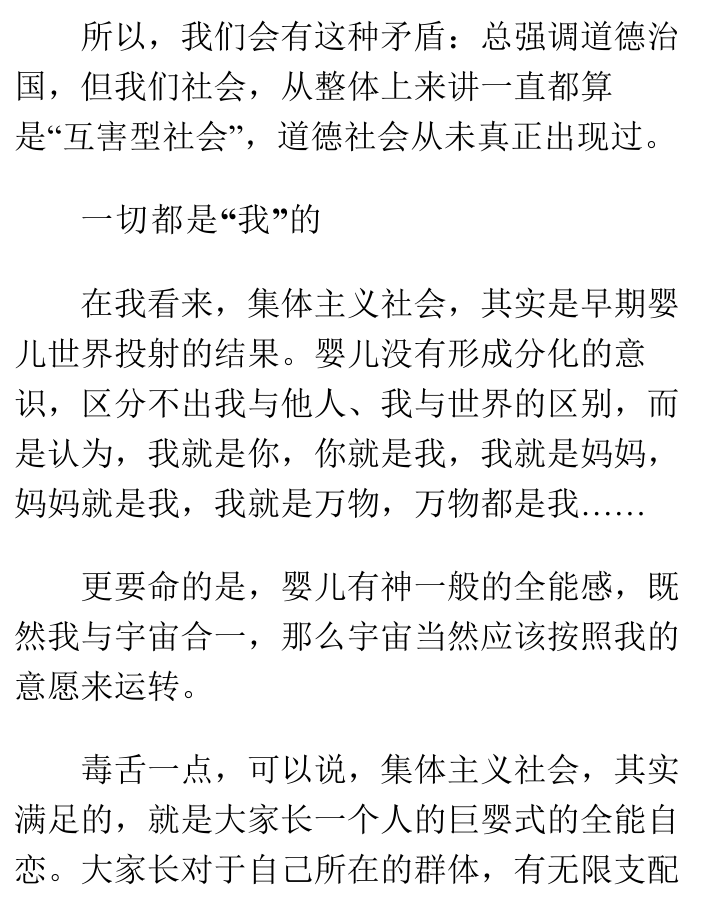 所以，我们会有这种矛盾：总强调道德治
国，但我们社会，从整体上来讲一直都算
是“互害型社会”，道德社会从未真正出现过。
一切都是“我”的
在我看来，集体主义社会，其实是早期婴
儿世界投射的结果。婴儿没有形成分化的意
识，区分不出我与他人、我与世界的区别，而
是认为，我就是你，你就是我，我就是妈妈，
妈妈就是我，我就是万物，万物都是我……
更要命的是，婴儿有神一般的全能感，既
然我与宇宙合一，那么宇宙当然应该按照我的
意愿来运转。
毒舌一点，可以说，集体主义社会，其实
满足的，就是大家长一个人的巨婴式的全能自
恋。大家长对于自己所在的群体，有无限支配